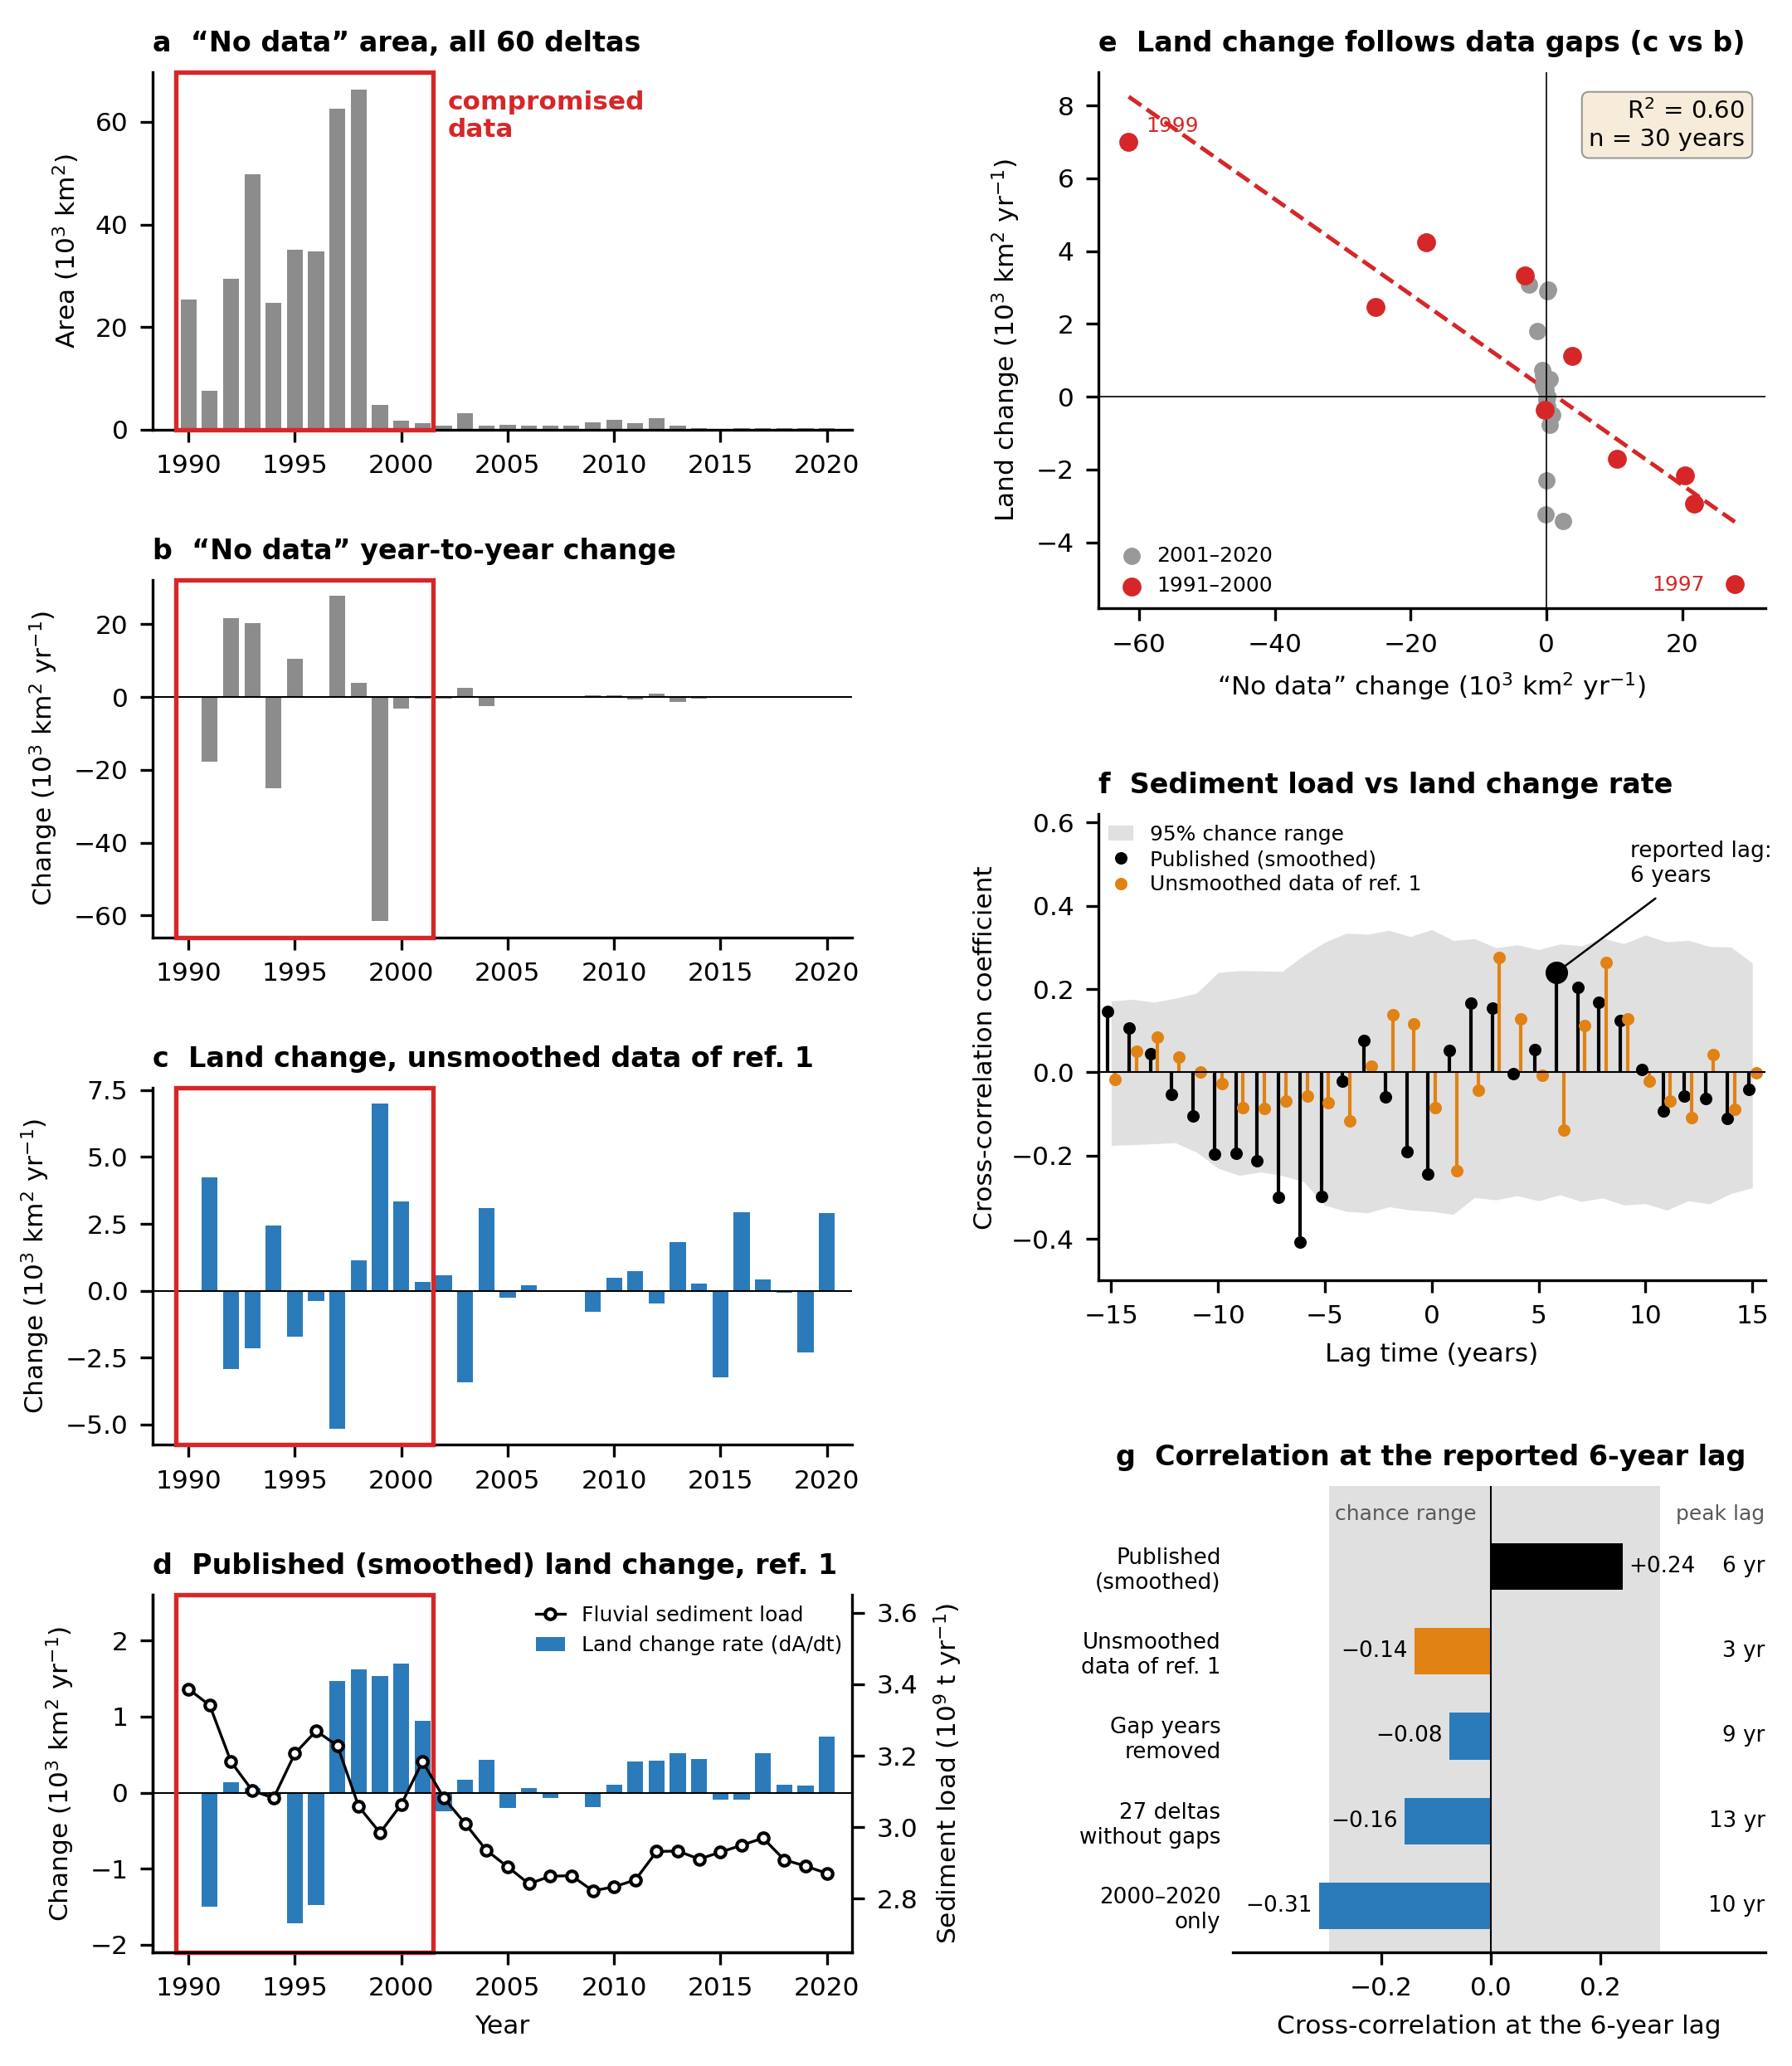 a “No data” area, all 60 deltas
compromised
data
Area (10³ km²)
60
40
20
0
1990 1995 2000 2005 2010 2015 2020
b “No data” year-to-year change
Change (10³ km² yr⁻¹)
20
0
−20
−40
−60
1990 1995 2000 2005 2010 2015 2020
c Land change, unsmoothed data of ref. 1
Change (10³ km² yr⁻¹)
7.5
5.0
2.5
0.0
−2.5
−5.0
1990 1995 2000 2005 2010 2015 2020
d Published (smoothed) land change, ref. 1
Fluvial sediment load
Land change rate (dA/dt)
Change (10³ km² yr⁻¹)
2
1
0
−1
−2
3.6
3.4
3.2
3.0
2.8
Sediment load (10⁹ t yr⁻¹)
1990 1995 2000 2005 2010 2015 2020
Year
e Land change follows data gaps (c vs b)
R² = 0.60
n = 30 years
1999
1997
Land change (10³ km² yr⁻¹)
8
6
4
2
0
−2
−4
2001–2020
1991–2000
−60 −40 −20 0 20
“No data” change (10³ km² yr⁻¹)
f Sediment load vs land change rate
95% chance range
Published (smoothed)
Unsmoothed data of ref. 1
reported lag:
6 years
Cross-correlation coefficient
0.6
0.4
0.2
0.0
−0.2
−0.4
−15 −10 −5 0 5 10 15
Lag time (years)
g Correlation at the reported 6-year lag
chance range peak lag
Published
(smoothed)
+0.24 6 yr
Unsmoothed
data of ref. 1
−0.14 3 yr
Gap years
removed
−0.08 9 yr
27 deltas
without gaps
−0.16 13 yr
2000–2020
only
−0.31 10 yr
−0.2 0.0 0.2
Cross-correlation at the 6-year lag